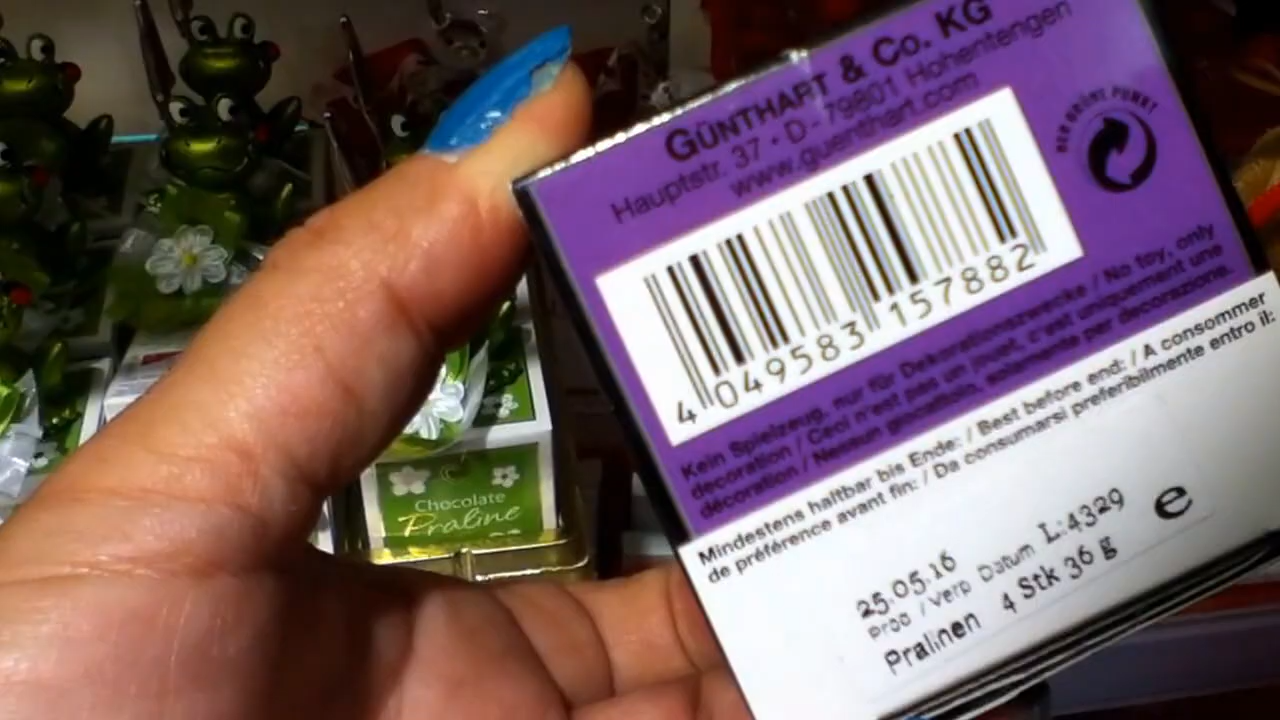 GÜNTHART & Co. KG
Hauptstr. 37 · D - 79801 Hohentengen
www.guenthart.com
DER GRÜNE PUNKT
4 049583 157882
Kein Spielzeug, nur für Dekorationszwecke / No toy, only
decoration / Ceci n'est pas un jouet, c'est uniquement une
décoration / Nessun giocattolo, solamente per decorazione.
Mindestens haltbar bis Ende: / Best before end: / A consommer
de préférence avant fin: / Da consumarsi preferibilmente entro il:
25.05.16
Prod / Verp Datum L:4329
Pralinen 4 Stk 36 g
e
Chocolate
Praline